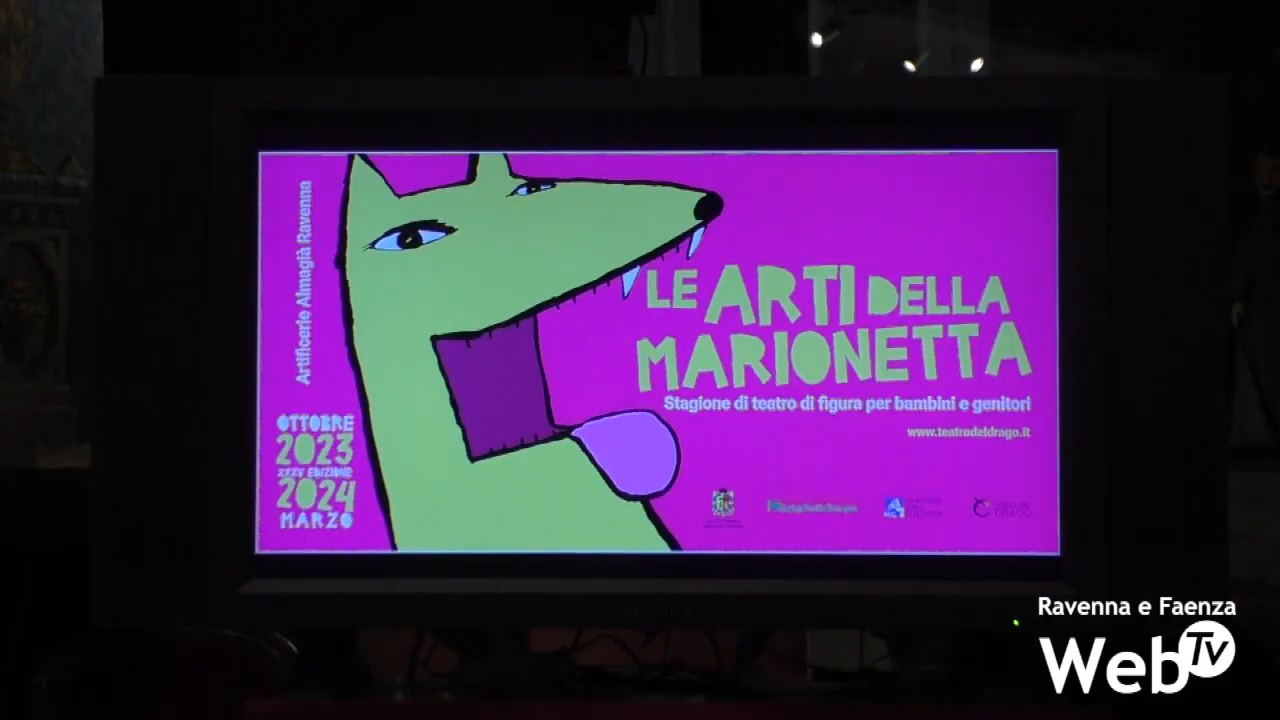 Artificerie Almagià Ravenna
OTTOBRE
2023
XXXV EDIZIONE
2024
MARZO
LE ARTI DELLA
MARIONETTA
Stagione di teatro di figura per bambini e genitori
www.teatrodeldrago.it
DRAGO
Ravenna e Faenza
Web Tv